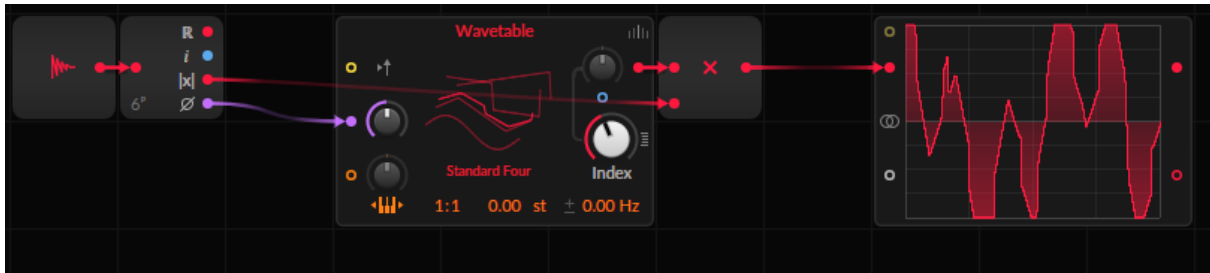 ℝ
i
|x|
6ᵖ Ø
Wavetable
Standard Four
Index
1:1 0.00 st ± 0.00 Hz
×